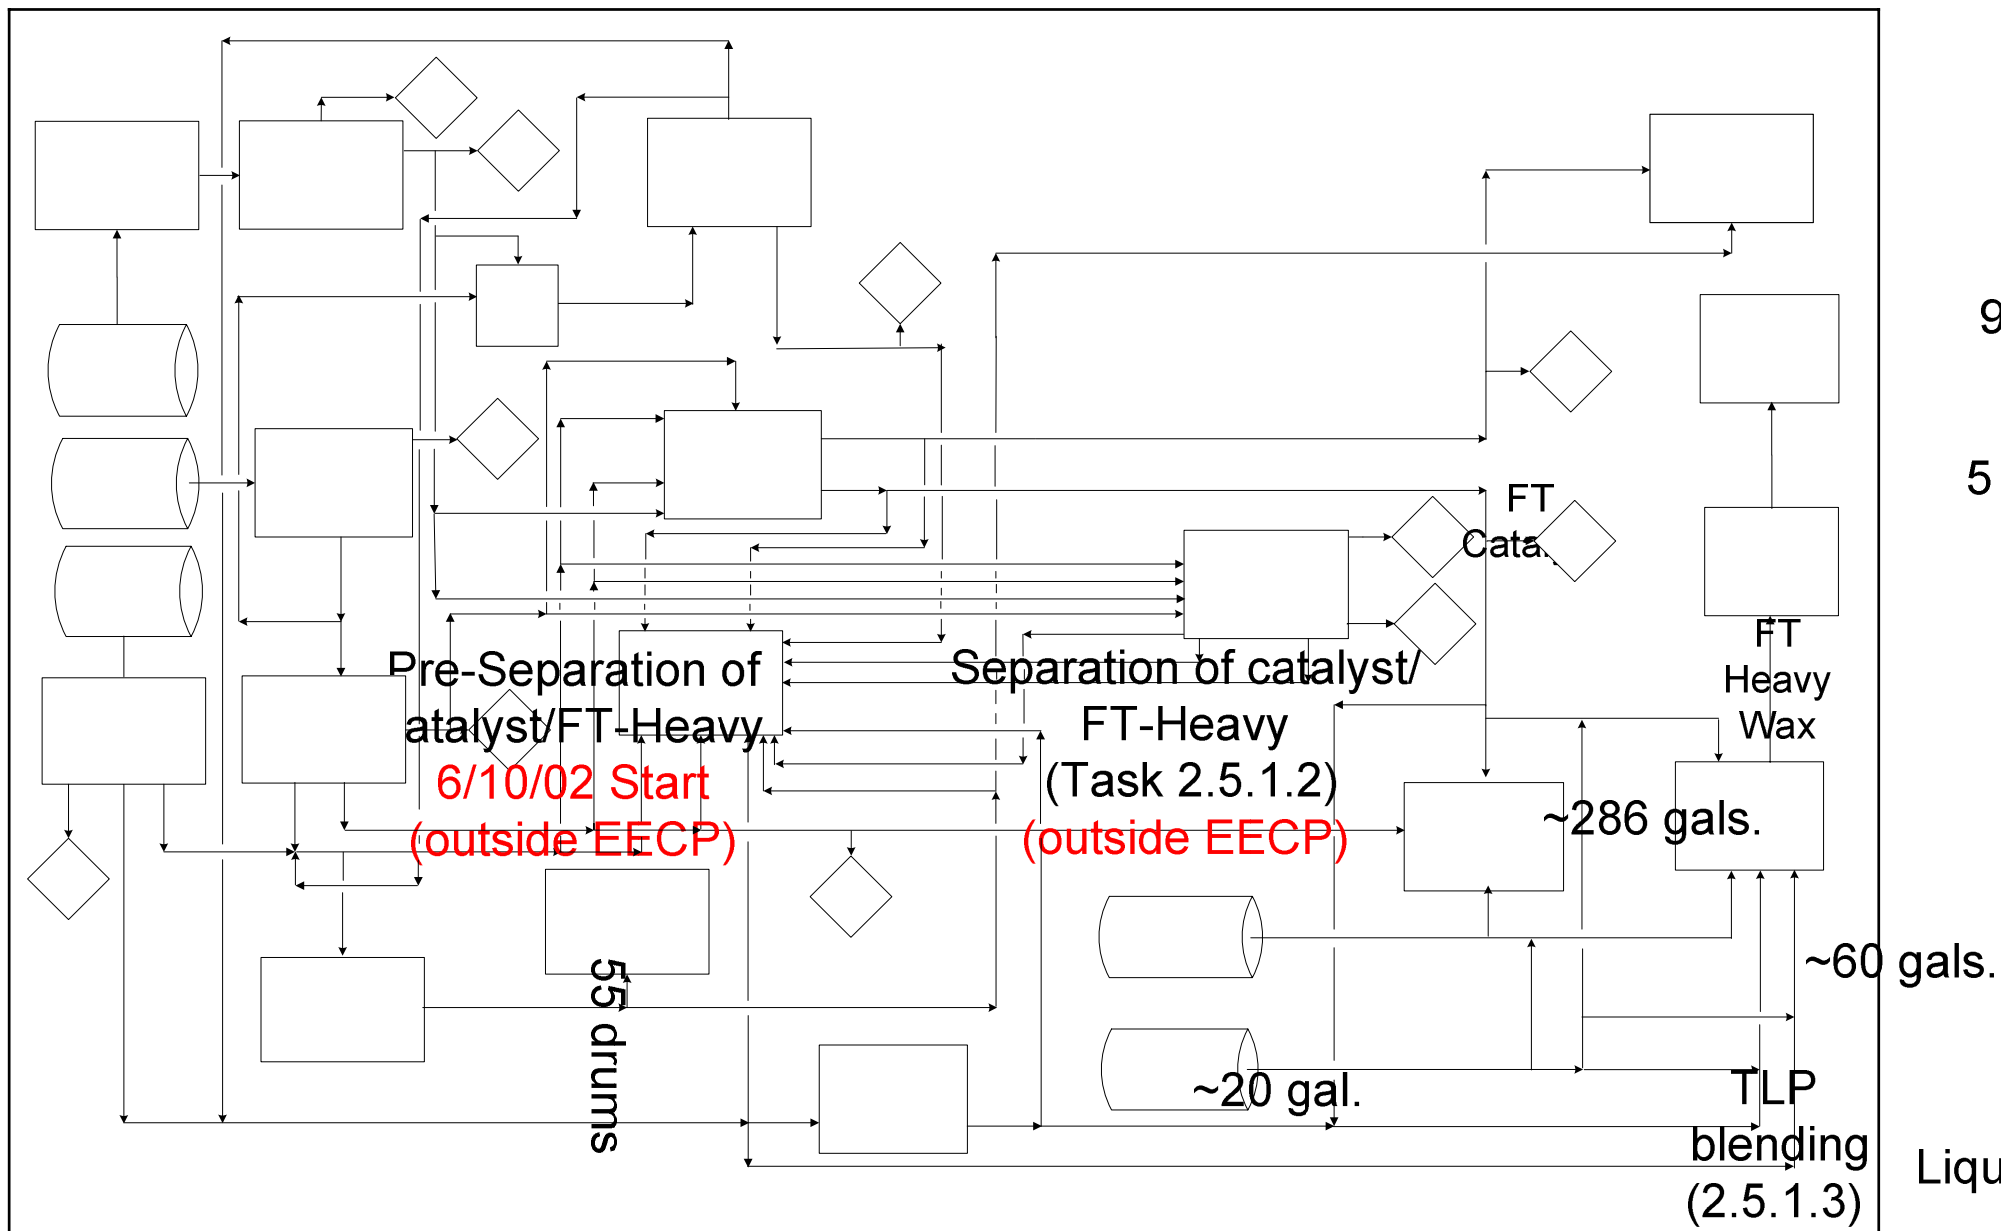 9
5
FT
Pre-Separation of
atalyst/FT-Heavy
6/10/02 Start
(outside EECP)
Separation of catalyst/
FT-Heavy
(Task 2.5.1.2)
(outside EECP)
FT
Heavy
Wax
~286 gals.
~60 gals.
55 drums
~20 gal.
TLP
blending
(2.5.1.3)